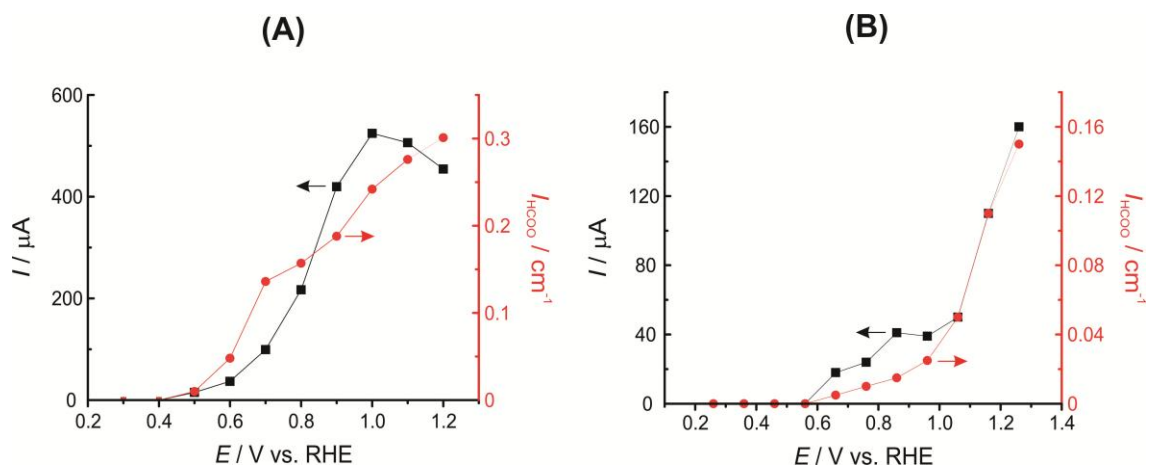 (A)
600
400
200
0
I / μA
0.2 0.4 0.6 0.8 1.0 1.2
E / V vs. RHE
0.3
0.2
0.1
0
I_HCOO / cm⁻¹
(B)
160
120
80
40
0
I / μA
0.2 0.4 0.6 0.8 1.0 1.2 1.4
E / V vs. RHE
0.16
0.12
0.08
0.04
0
I_HCOO / cm⁻¹